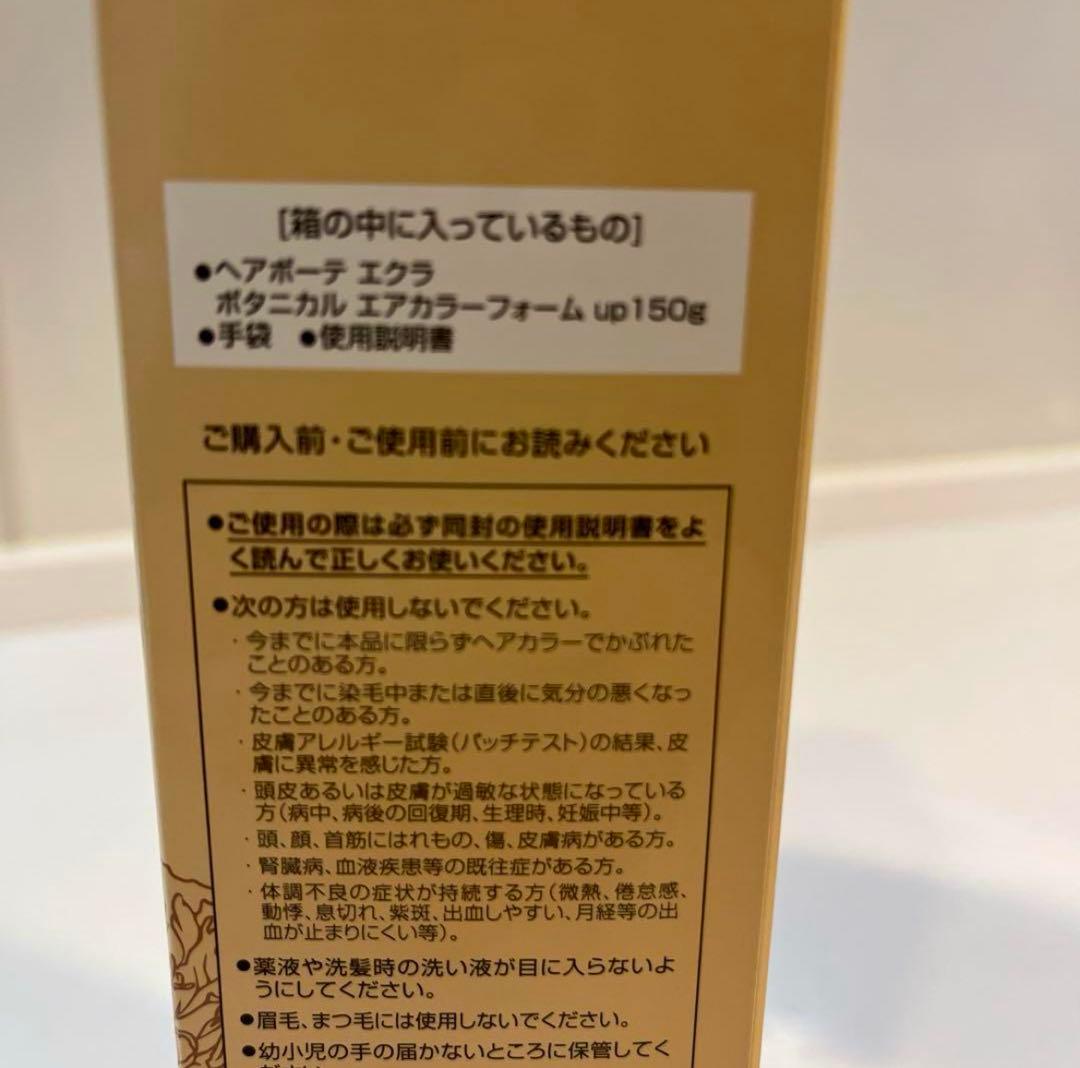 [箱の中に入っているもの]
●ヘアボーテ エクラ
ボタニカル エアカラーフォーム up150g
●手袋 ●使用説明書
ご購入前・ご使用前にお読みください
●ご使用の際は必ず同封の使用説明書をよ
く読んで正しくお使いください。
●次の方は使用しないでください。
・今までに本品に限らずヘアカラーでかぶれた
ことのある方。
・今までに染毛中または直後に気分の悪くなっ
たことのある方。
・皮膚アレルギー試験(パッチテスト)の結果、皮
膚に異常を感じた方。
・頭皮あるいは皮膚が過敏な状態になっている
方(病中、病後の回復期、生理時、妊娠中等)。
・頭、顔、首筋にはれもの、傷、皮膚病がある方。
・腎臓病、血液疾患等の既往症がある方。
・体調不良の症状が持続する方(微熱、倦怠感、
動悸、息切れ、紫斑、出血しやすい、月経等の出
血が止まりにくい等)。
●薬液や洗髪時の洗い液が目に入らないよ
うにしてください。
●眉毛、まつ毛には使用しないでください。
●幼小児の手の届かないところに保管してく